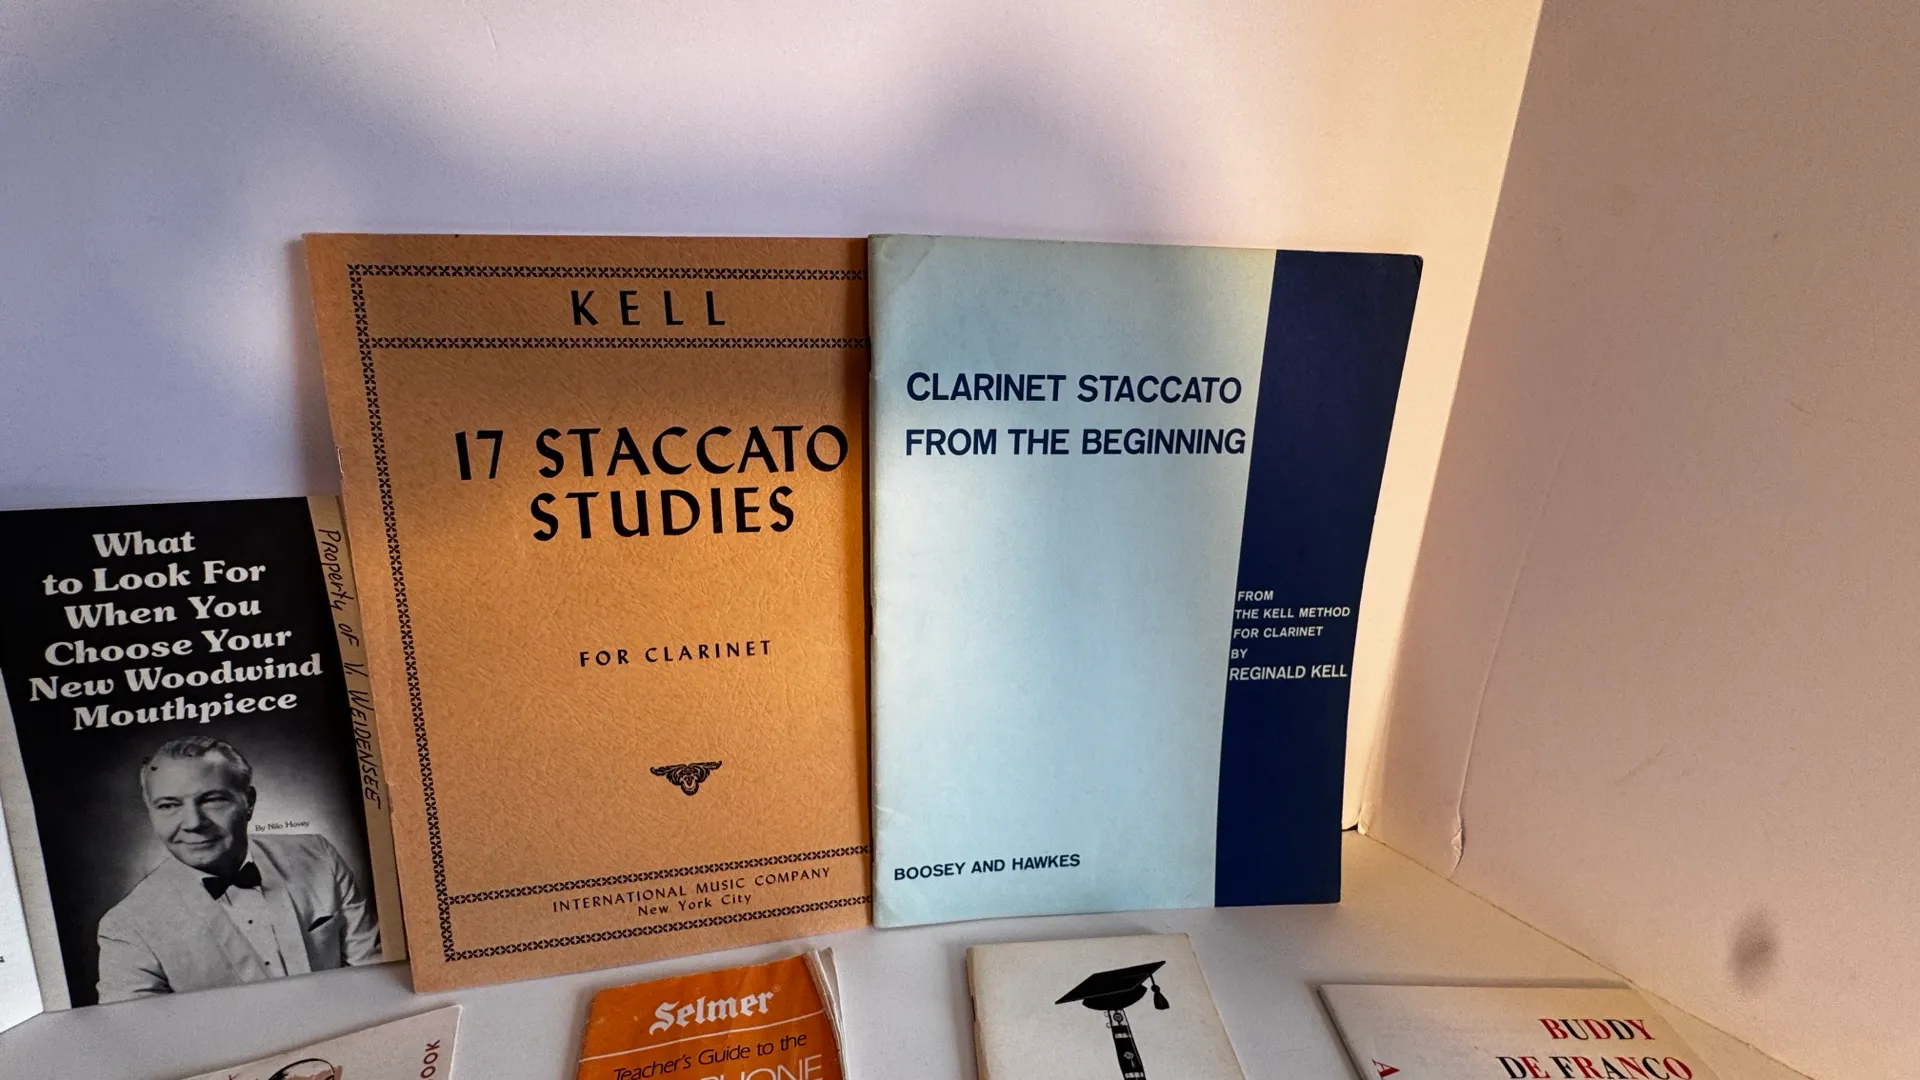 What
to Look For
When You
Choose Your
New Woodwind
Mouthpiece
By Nilo Hovey
Property of V. WEIDENSEE
KELL
17 STACCATO
STUDIES
FOR CLARINET
INTERNATIONAL MUSIC COMPANY
New York City
CLARINET STACCATO
FROM THE BEGINNING
FROM
THE KELL METHOD
FOR CLARINET
BY
REGINALD KELL
BOOSEY AND HAWKES
Selmer
Teacher's Guide to the
BUDDY
DE FRANCO
A